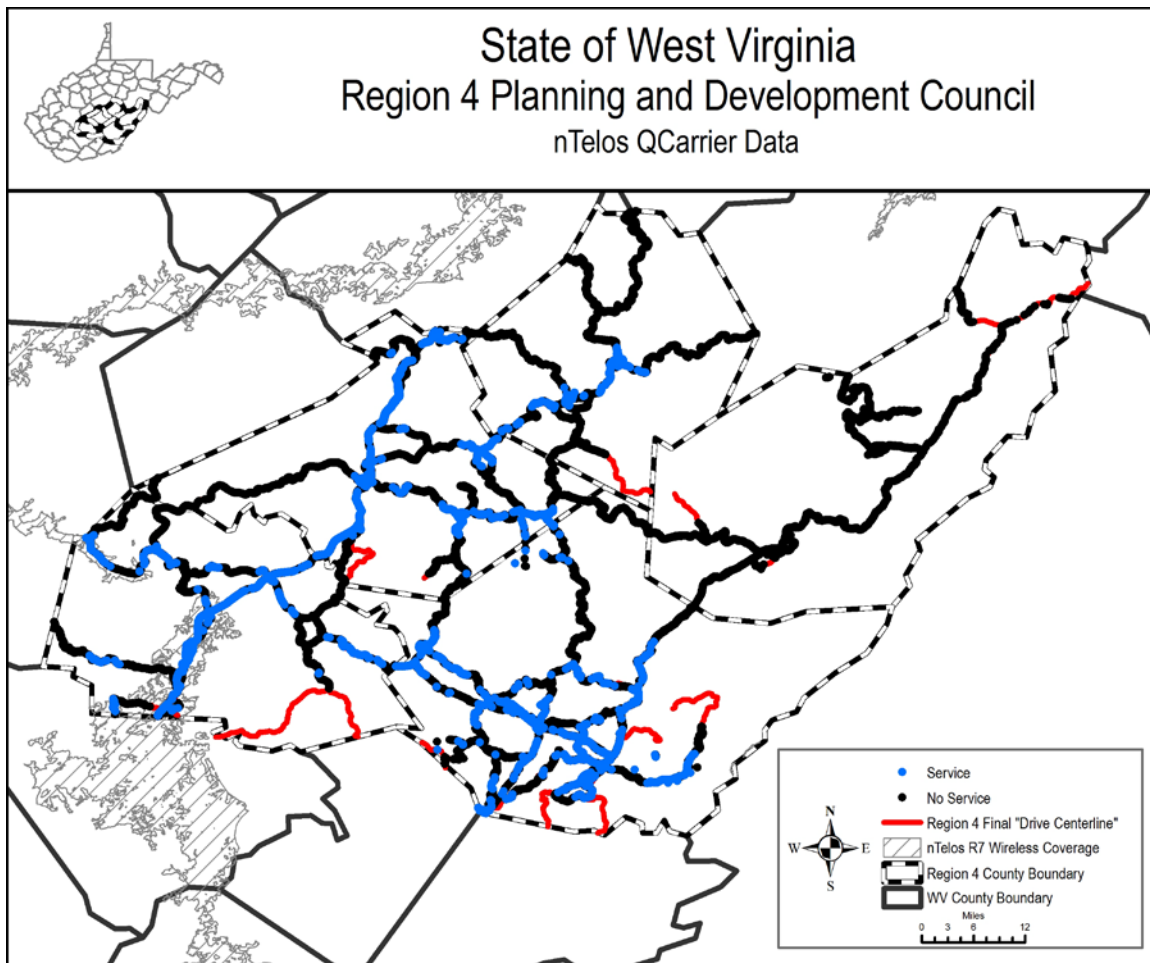 State of West Virginia
Region 4 Planning and Development Council
nTelos QCarrier Data
Service
No Service
Region 4 Final "Drive Centerline"
nTelos R7 Wireless Coverage
Region 4 County Boundary
WV County Boundary
N
W E
S
Miles
0 3 6 12